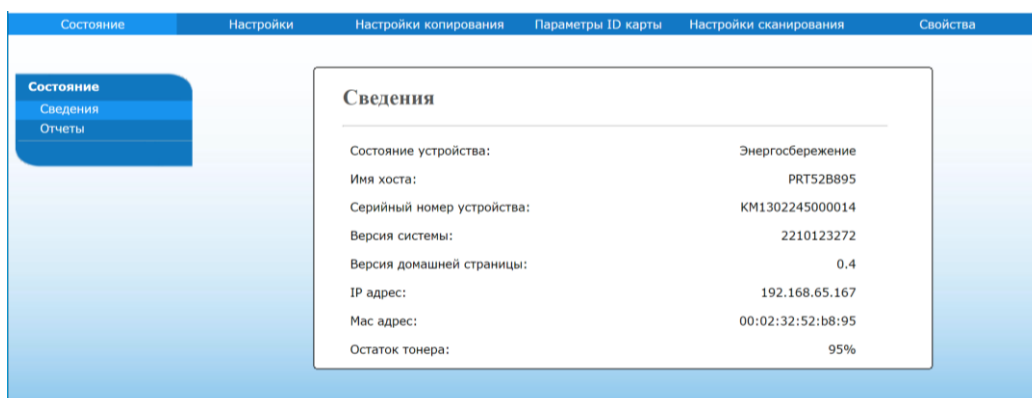 Состояние Настройки Настройки копирования Параметры ID карты Настройки сканирования Свойства
Состояние
Сведения
Отчеты
Сведения
Состояние устройства: Энергосбережение
Имя хоста: PRT52B895
Серийный номер устройства: KM1302245000014
Версия системы: 2210123272
Версия домашней страницы: 0.4
IP адрес: 192.168.65.167
Mac адрес: 00:02:32:52:b8:95
Остаток тонера: 95%